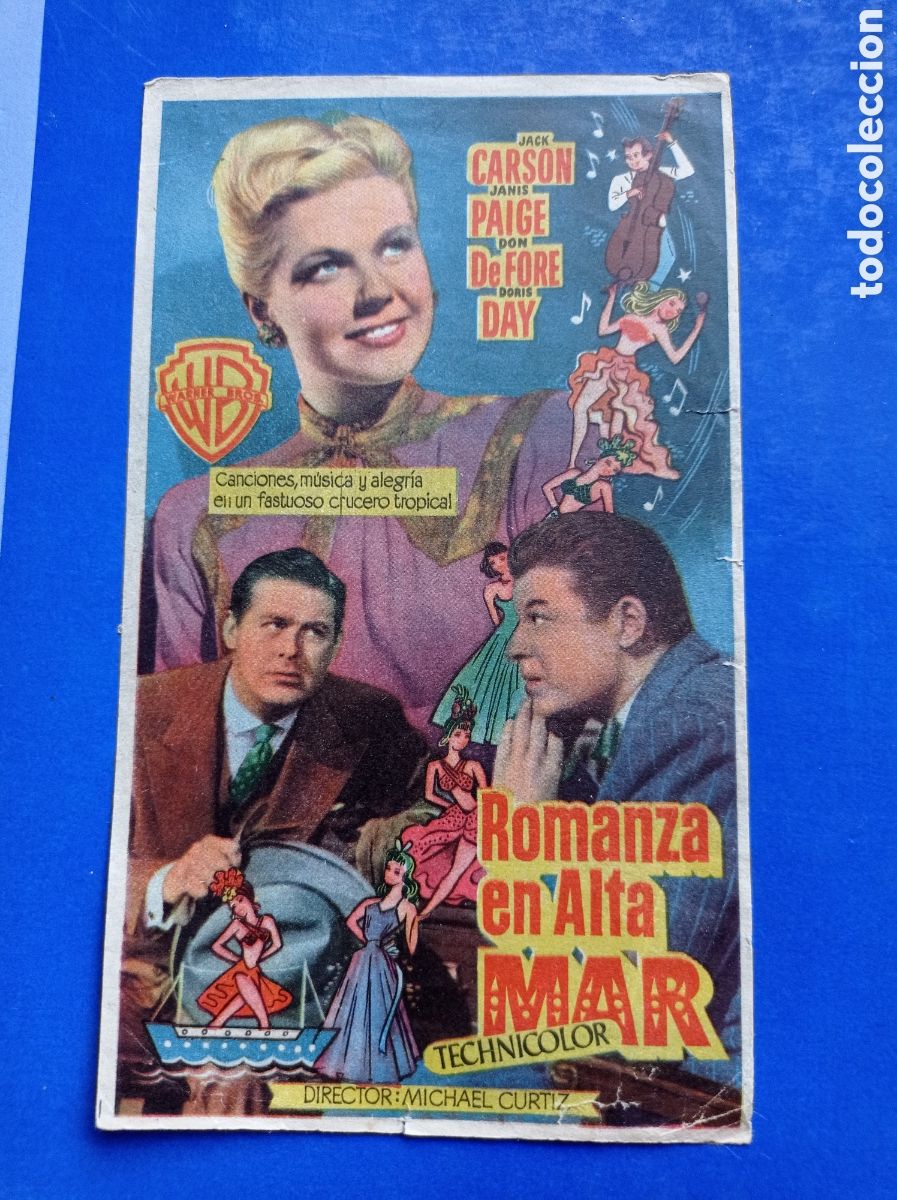 JACK
CARSON
JANIS
PAIGE
DON
DeFORE
DORIS
DAY
WB
WARNER BROS.
Canciones, música y alegría
en un fastuoso crucero tropical
Romanza
en Alta
MAR
TECHNICOLOR
DIRECTOR: MICHAEL CURTIZ
todocoleccion